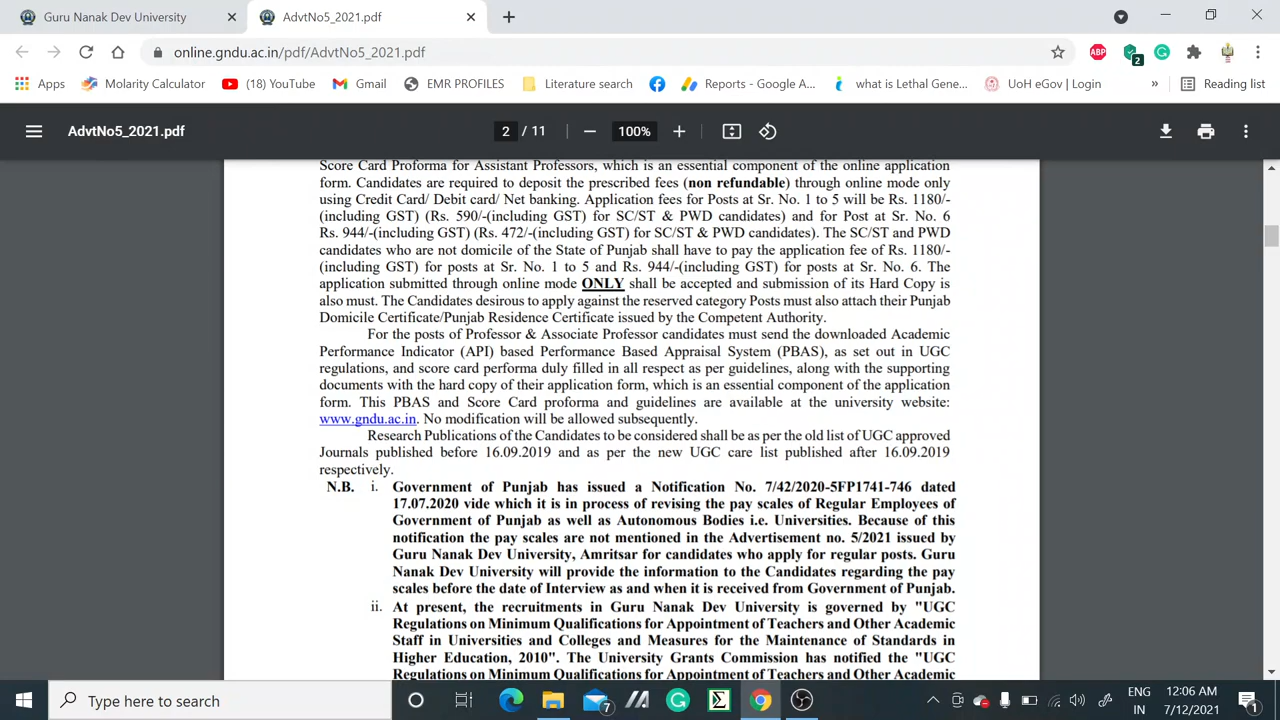 Guru Nanak Dev University
AdvtNo5_2021.pdf
online.gndu.ac.in/pdf/AdvtNo5_2021.pdf
ABP
2
Apps
Molarity Calculator
(18) YouTube
Gmail
EMR PROFILES
Literature search
Reports - Google A...
what is Lethal Gene...
UoH eGov | Login
»
Reading list
AdvtNo5_2021.pdf
2 / 11
100%
Score Card Proforma for Assistant Professors, which is an essential component of the online application
form. Candidates are required to deposit the prescribed fees (non refundable) through online mode only
using Credit Card/ Debit card/ Net banking. Application fees for Posts at Sr. No. 1 to 5 will be Rs. 1180/-
(including GST) (Rs. 590/-(including GST) for SC/ST & PWD candidates) and for Post at Sr. No. 6
Rs. 944/-(including GST) (Rs. 472/-(including GST) for SC/ST & PWD candidates). The SC/ST and PWD
candidates who are not domicile of the State of Punjab shall have to pay the application fee of Rs. 1180/-
(including GST) for posts at Sr. No. 1 to 5 and Rs. 944/-(including GST) for posts at Sr. No. 6. The
application submitted through online mode ONLY shall be accepted and submission of its Hard Copy is
also must. The Candidates desirous to apply against the reserved category Posts must also attach their Punjab
Domicile Certificate/Punjab Residence Certificate issued by the Competent Authority.
For the posts of Professor & Associate Professor candidates must send the downloaded Academic
Performance Indicator (API) based Performance Based Appraisal System (PBAS), as set out in UGC
regulations, and score card performa duly filled in all respect as per guidelines, along with the supporting
documents with the hard copy of their application form, which is an essential component of the application
form. This PBAS and Score Card proforma and guidelines are available at the university website:
www.gndu.ac.in. No modification will be allowed subsequently.
Research Publications of the Candidates to be considered shall be as per the old list of UGC approved
Journals published before 16.09.2019 and as per the new UGC care list published after 16.09.2019
respectively.
N.B. i. Government of Punjab has issued a Notification No. 7/42/2020-5FP1741-746 dated
17.07.2020 vide which it is in process of revising the pay scales of Regular Employees of
Government of Punjab as well as Autonomous Bodies i.e. Universities. Because of this
notification the pay scales are not mentioned in the Advertisement no. 5/2021 issued by
Guru Nanak Dev University, Amritsar for candidates who apply for regular posts. Guru
Nanak Dev University will provide the information to the Candidates regarding the pay
scales before the date of Interview as and when it is received from Government of Punjab.
ii. At present, the recruitments in Guru Nanak Dev University is governed by "UGC
Regulations on Minimum Qualifications for Appointment of Teachers and Other Academic
Staff in Universities and Colleges and Measures for the Maintenance of Standards in
Higher Education, 2010". The University Grants Commission has notified the "UGC
Regulations on Minimum Qualifications for Appointment of Teachers and Other Academic
Type here to search
7
ENG
IN
12:06 AM
7/12/2021
1